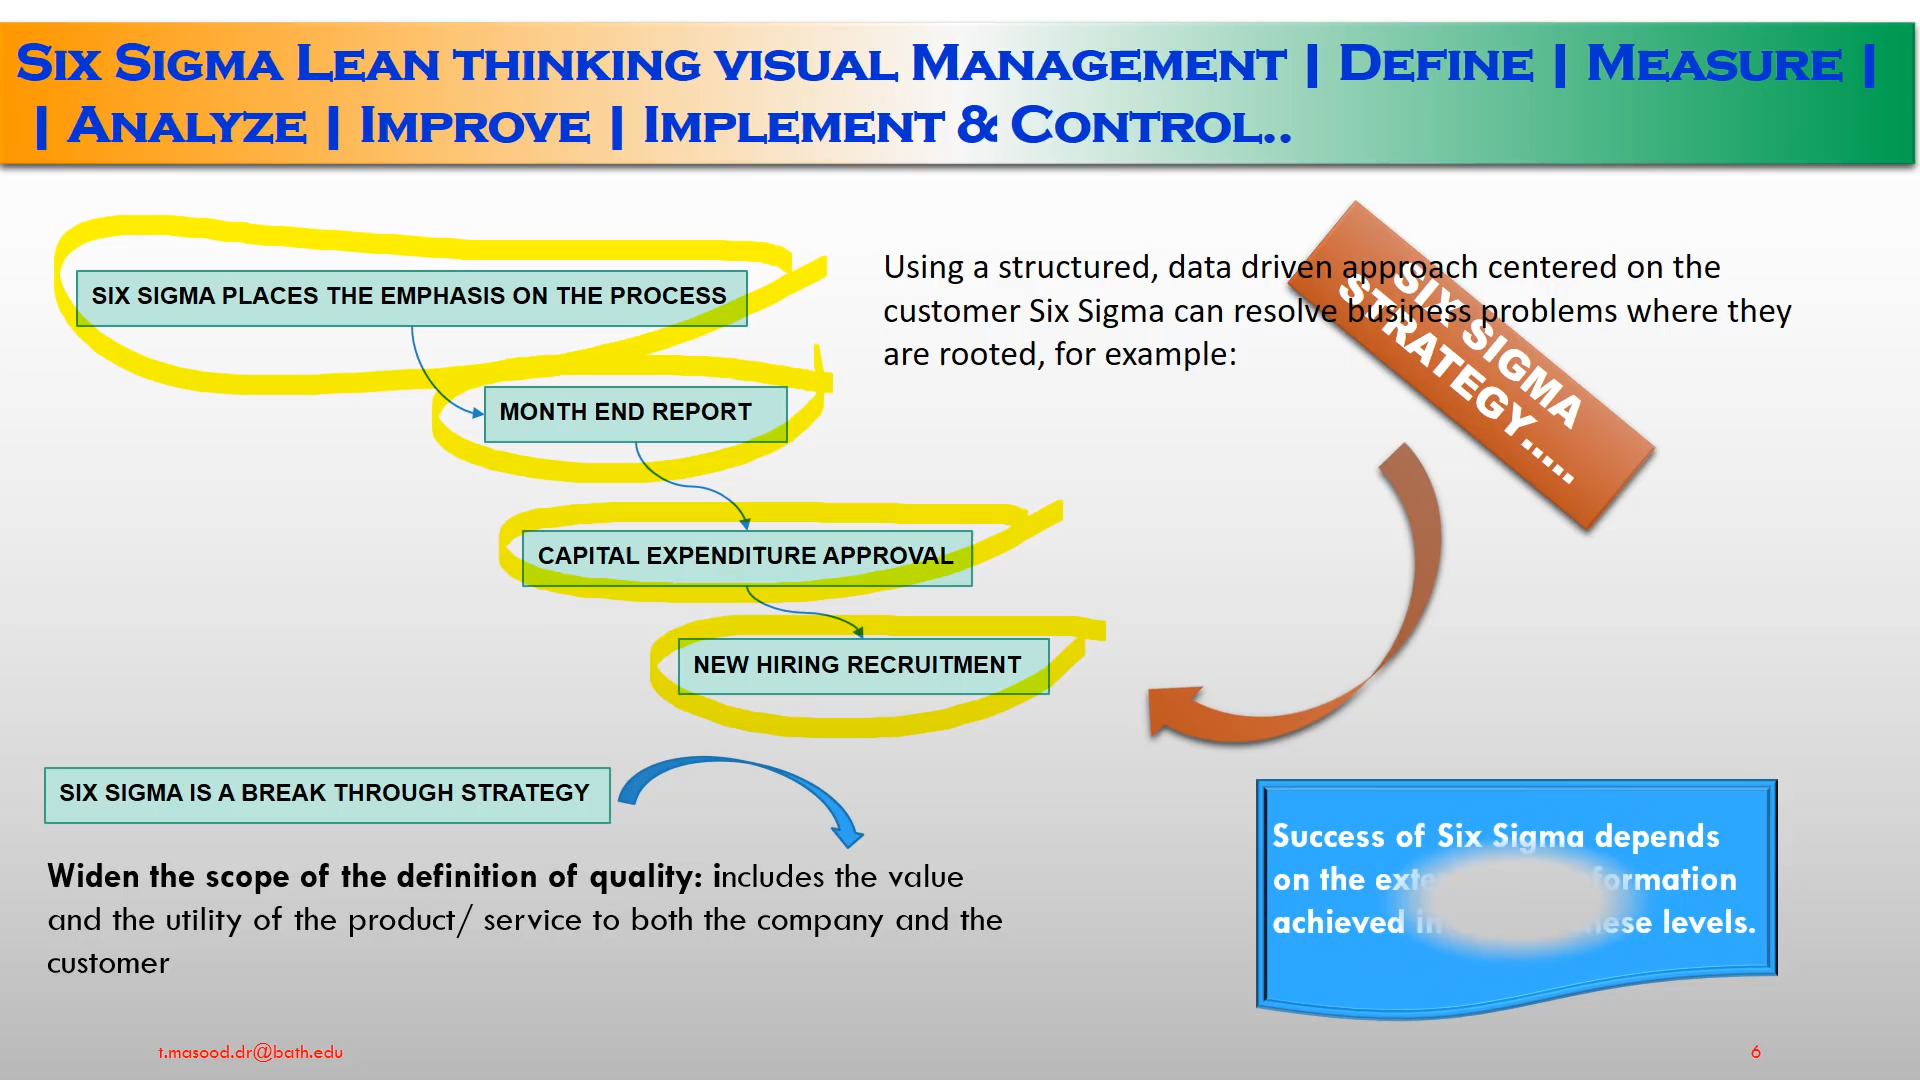 Six Sigma Lean thinking visual Management | Define | Measure |
| Analyze | Improve | Implement & Control..
SIX SIGMA PLACES THE EMPHASIS ON THE PROCESS
MONTH END REPORT
CAPITAL EXPENDITURE APPROVAL
NEW HIRING RECRUITMENT
Using a structured, data driven approach centered on the
customer Six Sigma can resolve business problems where they
are rooted, for example:
SIX SIGMA
STRATEGY.....
SIX SIGMA IS A BREAK THROUGH STRATEGY
Widen the scope of the definition of quality: includes the value
and the utility of the product/ service to both the company and the
customer
Success of Six Sigma depends
on the
achieved levels.
t.masood.dr@bath.edu
6